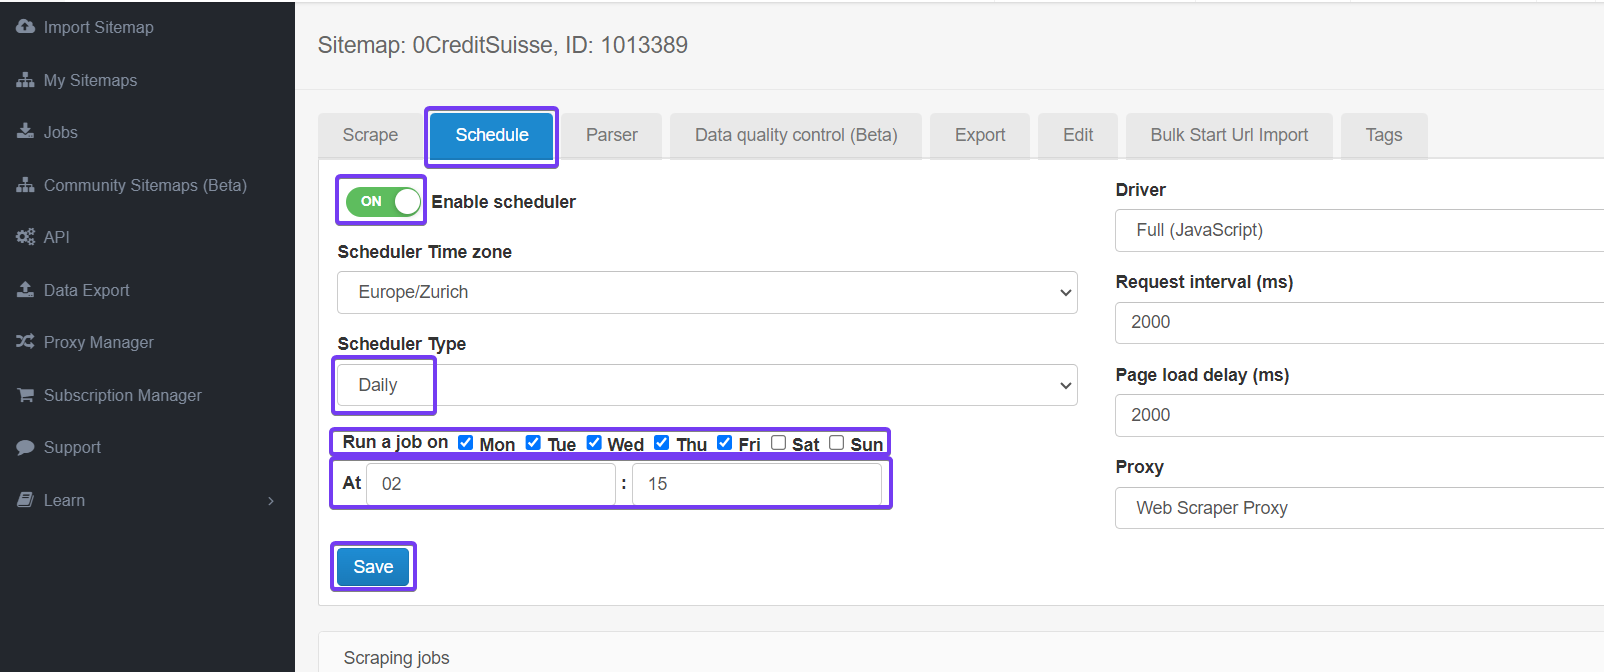 Import Sitemap
My Sitemaps
Jobs
Community Sitemaps (Beta)
API
Data Export
Proxy Manager
Subscription Manager
Support
Learn
Sitemap: 0CreditSuisse, ID: 1013389
Scrape Schedule Parser Data quality control (Beta) Export Edit Bulk Start Url Import Tags
ON Enable scheduler
Scheduler Time zone
Europe/Zurich
Scheduler Type
Daily
Run a job on Mon Tue Wed Thu Fri Sat Sun
At 02 : 15
Save
Driver
Full (JavaScript)
Request interval (ms)
2000
Page load delay (ms)
2000
Proxy
Web Scraper Proxy
Scraping jobs